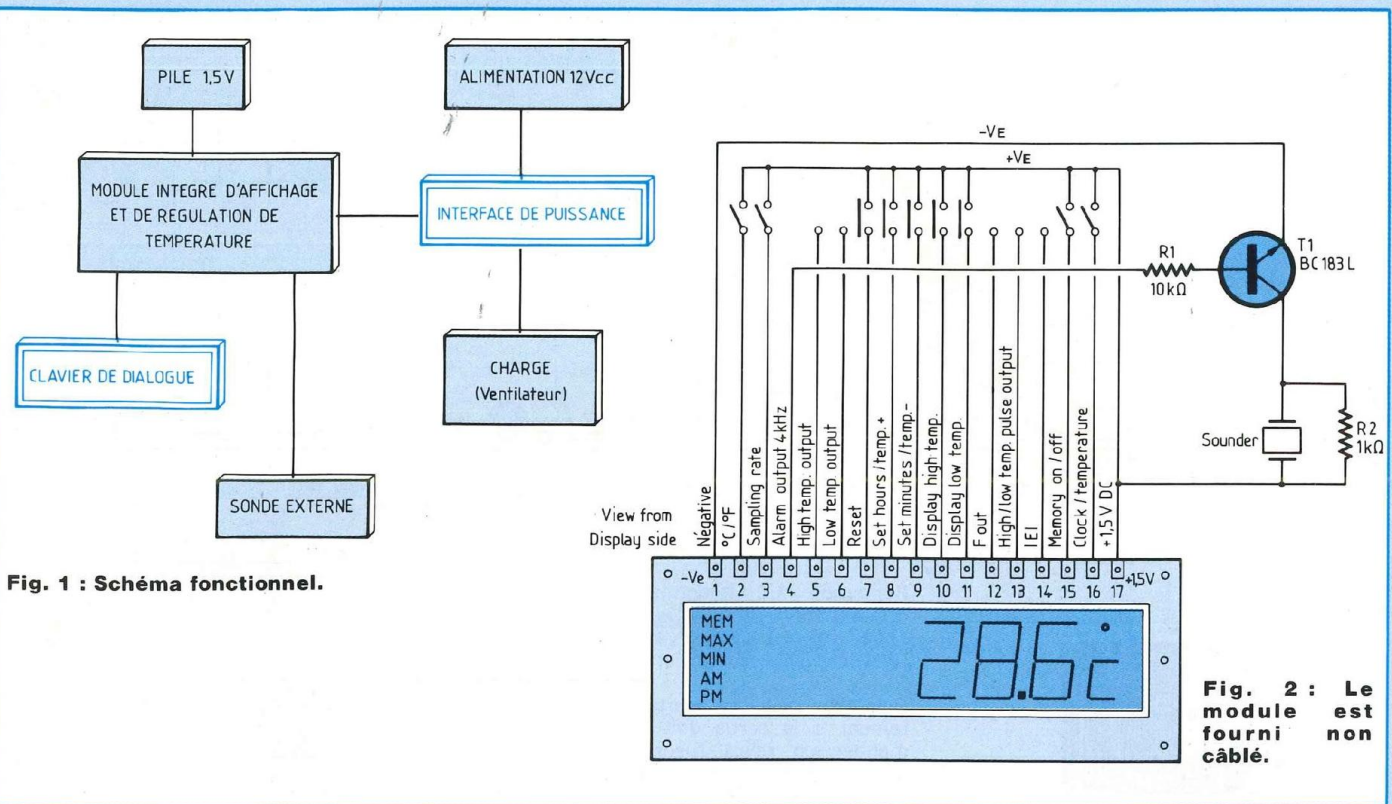 PILE 1,5V
ALIMENTATION 12Vcc
MODULE INTEGRE D'AFFICHAGE
ET DE REGULATION DE
TEMPERATURE
INTERFACE DE PUISSANCE
CLAVIER DE DIALOGUE
CHARGE
(Ventilateur)
SONDE EXTERNE
Fig. 1 : Schéma fonctionnel.
-VE
+VE
R1
10kΩ
T1
BC183L
Sounder
R2
1kΩ
View from
Display side
Négative
°C/°F
Sampling rate
Alarm output 4kHz
High temp. output
Low temp output
Reset
Set hours/temp.+
Set minutes/temp.-
Display high temp.
Display low temp.
Fout
High/low temp. pulse output
IEI
Memory on/off
Clock/temperature
+1,5 V DC
-Ve
1 2 3 4 5 6 7 8 9 10 11 12 13 14 15 16 17
+1,5V
MEM
MAX
MIN
AM
PM
28.6°c
Fig. 2 : Le
module est
fourni non
câblé.